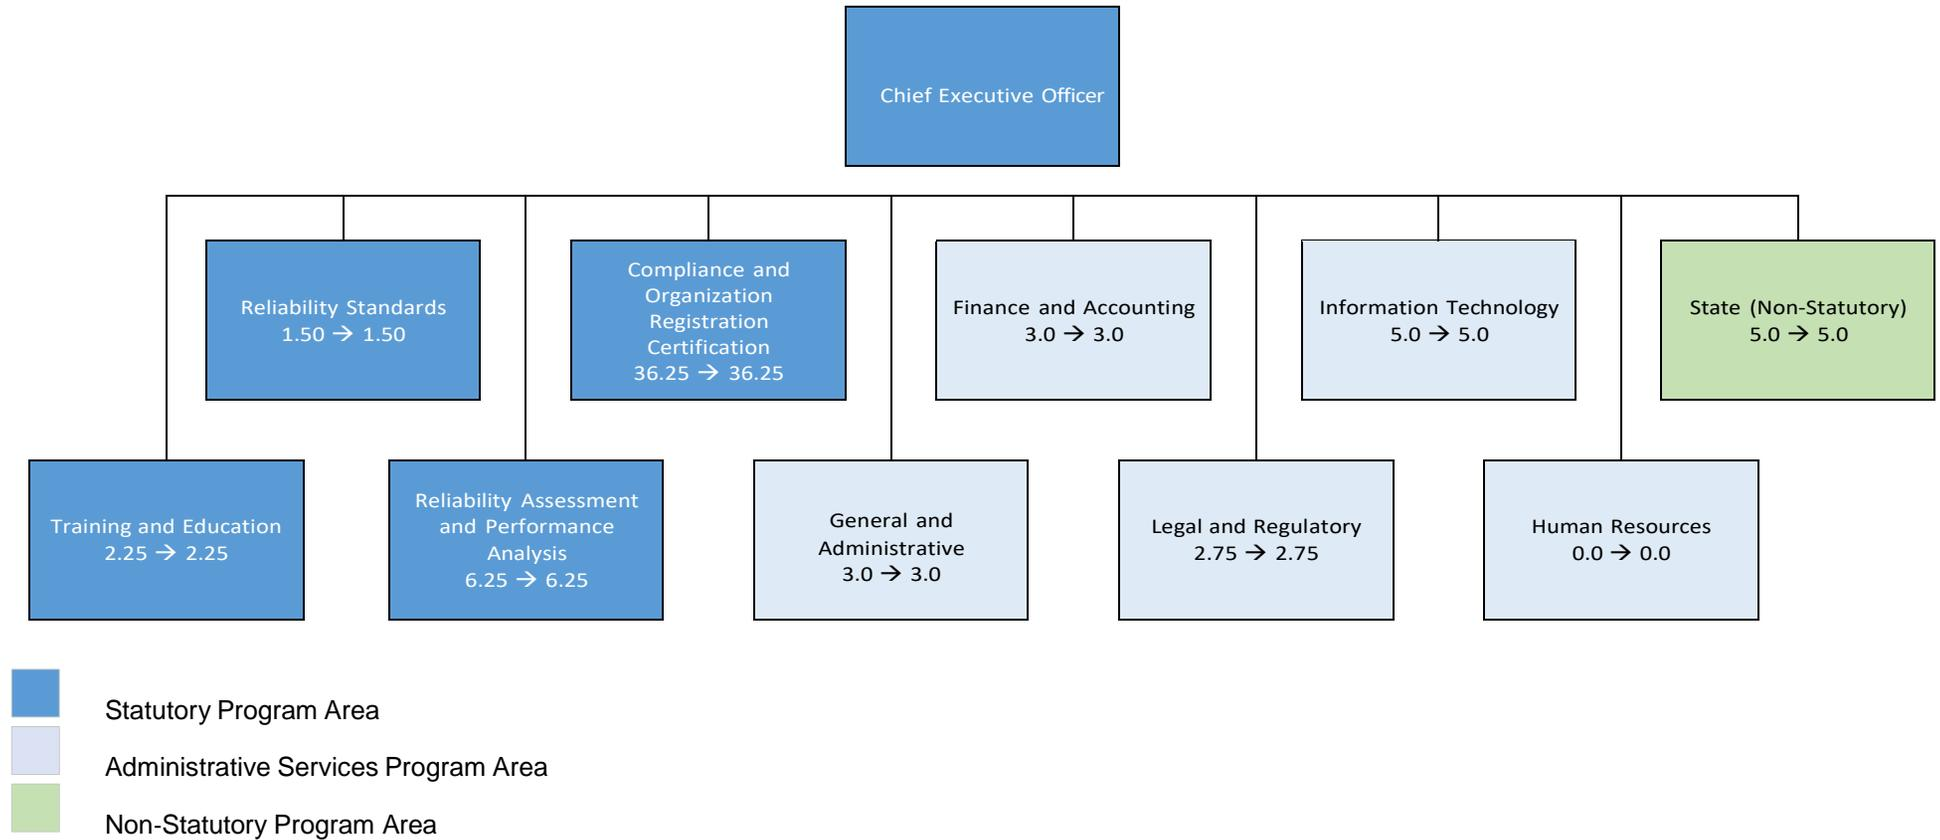 Chief Executive Officer
Reliability Standards
1.50 → 1.50
Compliance and
Organization
Registration
Certification
36.25 → 36.25
Finance and Accounting
3.0 → 3.0
Information Technology
5.0 → 5.0
State (Non-Statutory)
5.0 → 5.0
Training and Education
2.25 → 2.25
Reliability Assessment
and Performance
Analysis
6.25 → 6.25
General and
Administrative
3.0 → 3.0
Legal and Regulatory
2.75 → 2.75
Human Resources
0.0 → 0.0
Statutory Program Area
Administrative Services Program Area
Non-Statutory Program Area